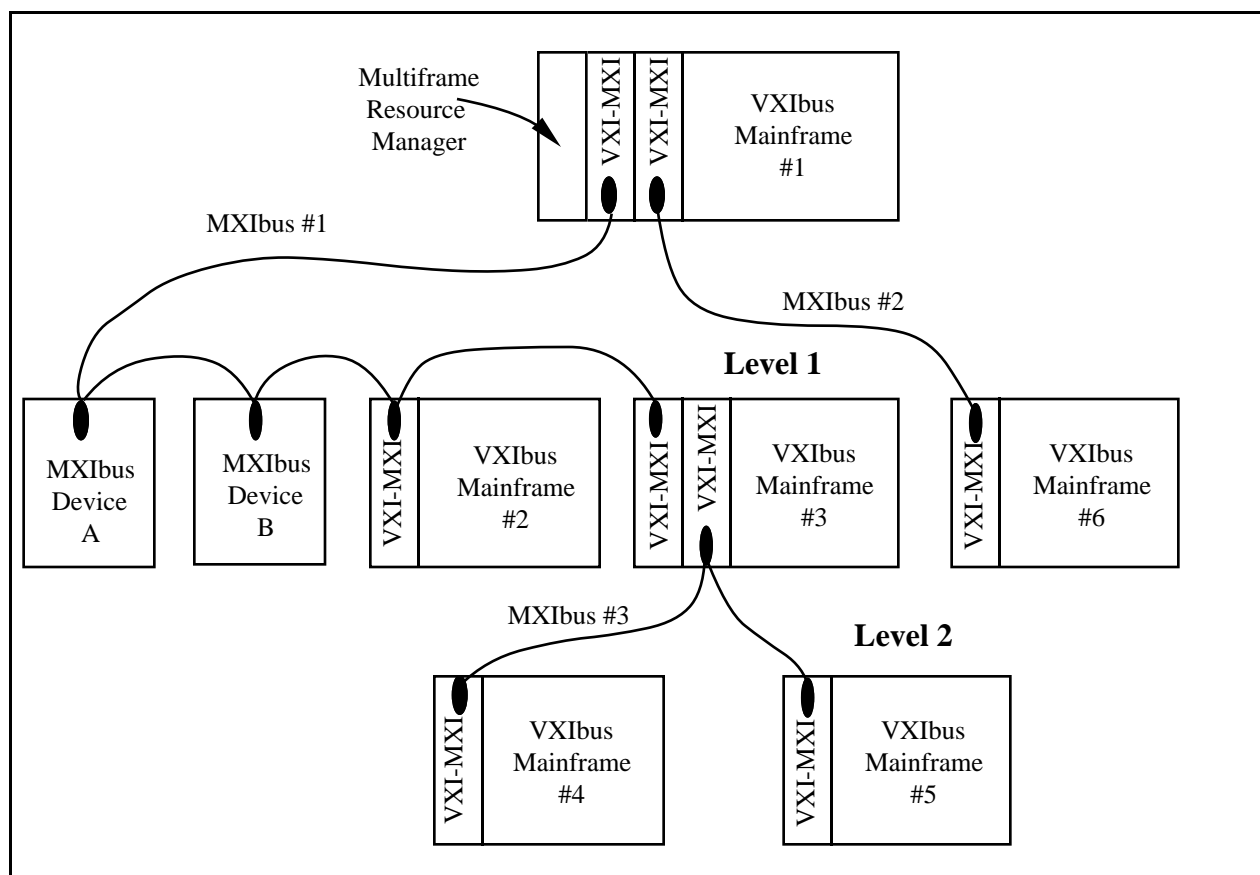 Multiframe
Resource
Manager
VXI-MXI
VXI-MXI
VXIbus
Mainframe
#1
MXIbus #1
MXIbus #2
Level 1
MXIbus
Device
A
MXIbus
Device
B
VXI-MXI
VXIbus
Mainframe
#2
VXI-MXI
VXI-MXI
VXIbus
Mainframe
#3
VXI-MXI
VXIbus
Mainframe
#6
MXIbus #3
Level 2
VXI-MXI
VXIbus
Mainframe
#4
VXI-MXI
VXIbus
Mainframe
#5